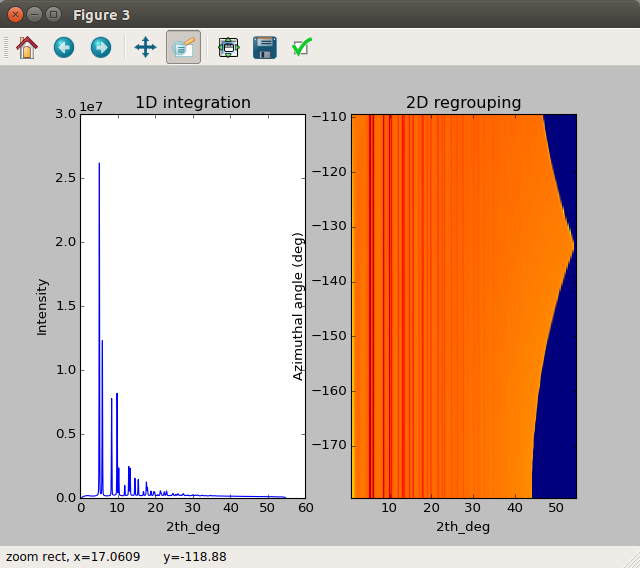 Figure 3
1D integration
2D regrouping
1e7
3.0
2.5
2.0
1.5
1.0
0.5
0.0
Intensity
0 10 20 30 40 50 60
2th_deg
−110
−120
−130
−140
−150
−160
−170
Azimuthal angle (deg)
10 20 30 40 50
2th_deg
zoom rect, x=17.0609 y=-118.88